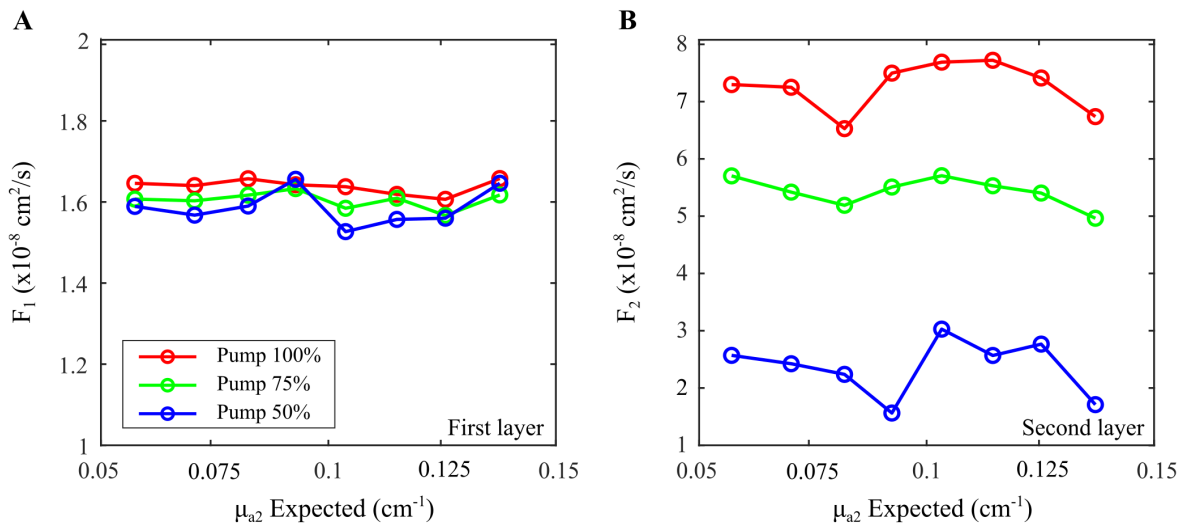 A
2
1.8
1.6
1.4
1.2
1
F₁ (x10⁻⁸ cm²/s)
Pump 100%
Pump 75%
Pump 50%
First layer
0.05 0.075 0.1 0.125 0.15
μₐ₂ Expected (cm⁻¹)
B
8
7
6
5
4
3
2
1
F₂ (x10⁻⁸ cm²/s)
Second layer
0.05 0.075 0.1 0.125 0.15
μₐ₂ Expected (cm⁻¹)